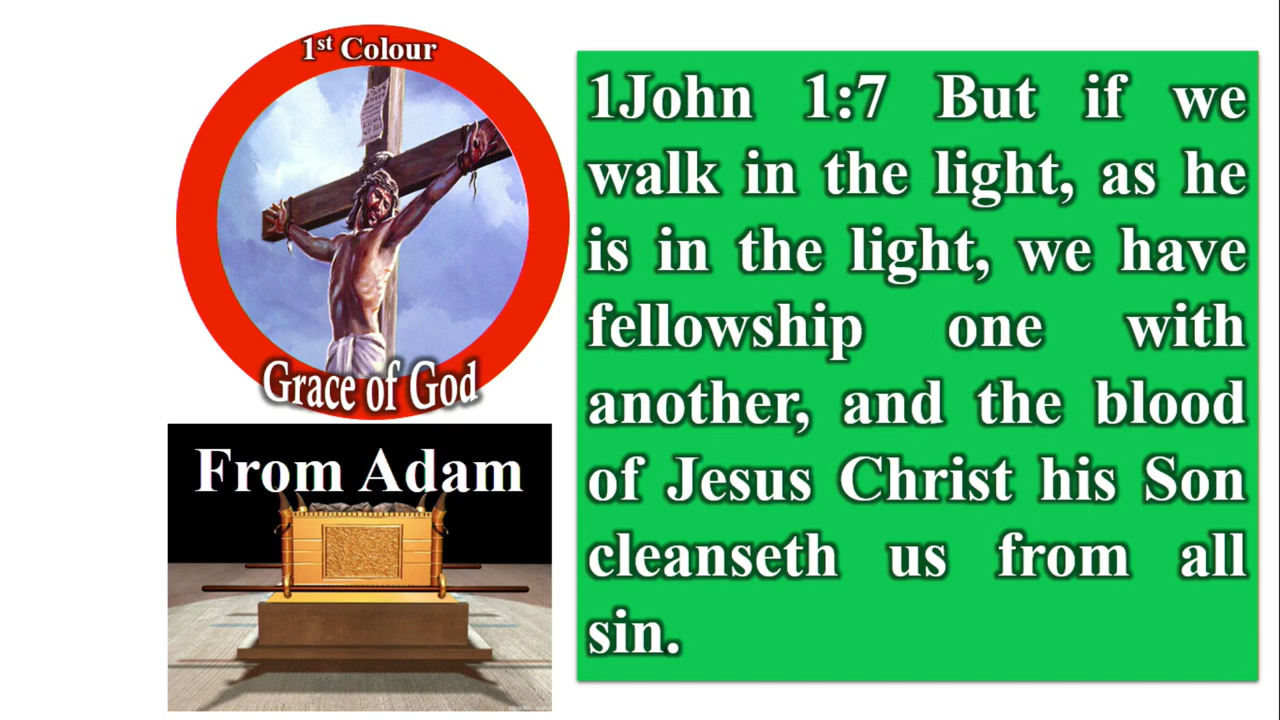 1st Colour
Grace of God
From Adam
1John 1:7 But if we
walk in the light, as he
is in the light, we have
fellowship one with
another, and the blood
of Jesus Christ his Son
cleanseth us from all
sin.